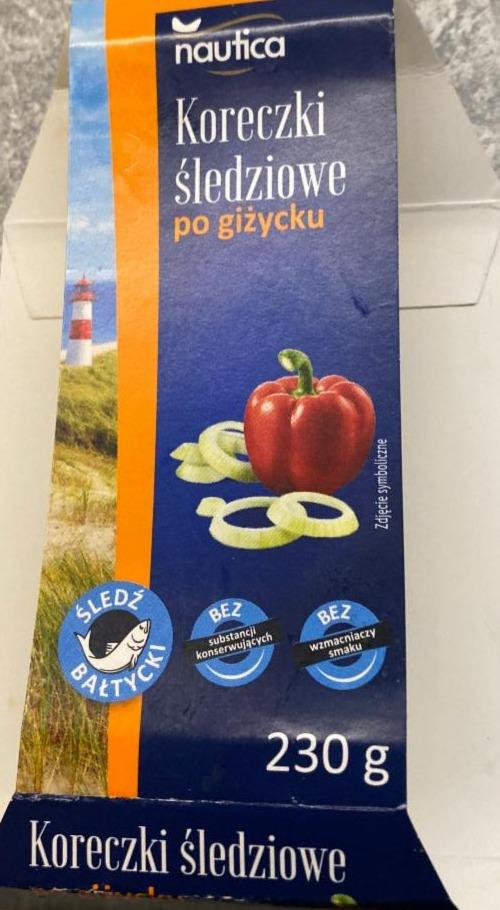 nautica
Koreczki
śledziowe
po giżycku
Zdjęcie symboliczne
ŚLEDŹ
BAŁTYCKI
BEZ
substancji
konserwujących
BEZ
wzmacniaczy
smaku
230 g
Koreczki śledziowe